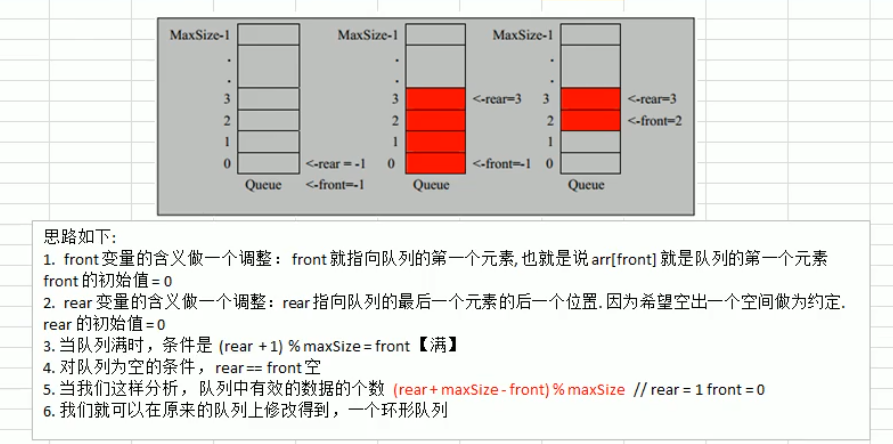 MaxSize-1 MaxSize-1 MaxSize-1
.
.
3 3 <-rear=3 3 <-rear=3
2 2 2 <-front=2
1 1 1
0 <-rear = -1 0 <-front=-1 0
Queue <-front=-1 Queue Queue
思路如下:
1. front 变量的含义做一个调整： front 就指向队列的第一个元素, 也就是说 arr[front] 就是队列的第一个元素
front 的初始值 = 0
2. rear 变量的含义做一个调整：rear 指向队列的最后一个元素的后一个位置. 因为希望空出一个空间做为约定.
rear 的初始值 = 0
3. 当队列满时，条件是 (rear + 1) % maxSize = front 【满】
4. 对队列为空的条件， rear == front 空
5. 当我们这样分析， 队列中有效的数据的个数 (rear + maxSize - front) % maxSize // rear = 1 front = 0
6. 我们就可以在原来的队列上修改得到，一个环形队列